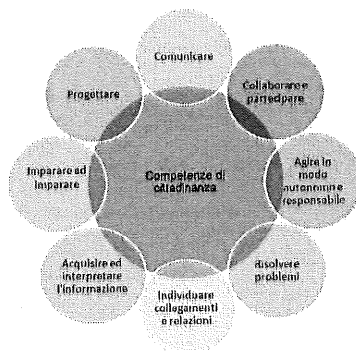 Comunicare
Collaborare e
partecipare
Agire in
modo
autonomo e
responsabile
Risolvere
problemi
Individuare
collegamenti
e relazioni
Acquisire ed
interpretare
l'informazione
Imparare ad
imparare
Progettare
Competenze di
cittadinanza